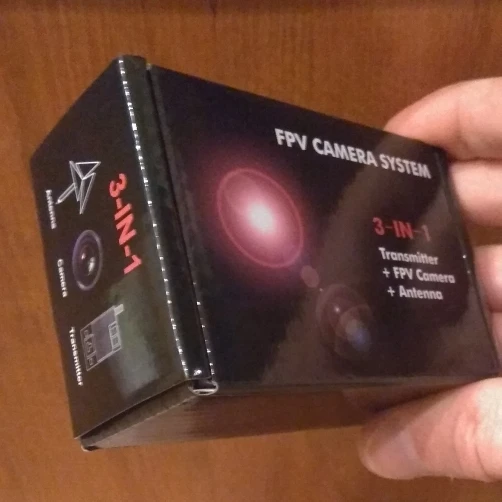 FPV CAMERA SYSTEM
3-IN-1
Transmitter
+ FPV Camera
+ Antenna
3-IN-1
Antenna
Camera
Transmitter